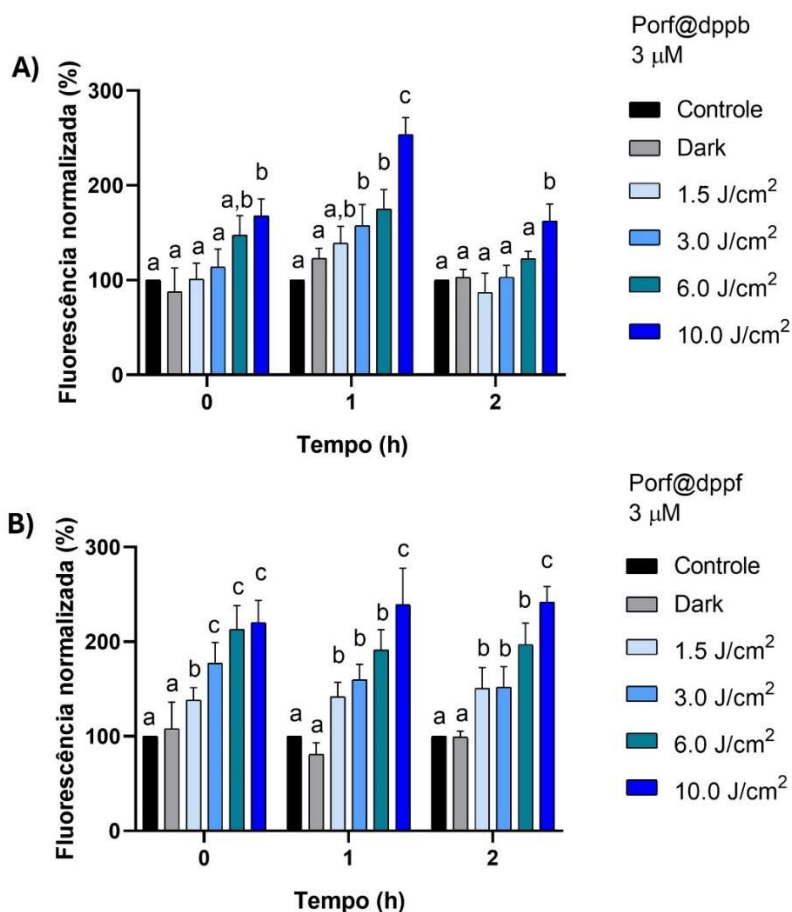 A)
Fluorescência normalizada (%)
300
200
100
0
a a a a a,b b
a a a,b b b c
a a a a a b
0 1 2
Tempo (h)
Porf@dppb
3 μM
Controle
Dark
1.5 J/cm²
3.0 J/cm²
6.0 J/cm²
10.0 J/cm²
B)
Fluorescência normalizada (%)
300
200
100
0
a a b c c c
a a b b b c
a a b b b c
0 1 2
Tempo (h)
Porf@dppf
3 μM
Controle
Dark
1.5 J/cm²
3.0 J/cm²
6.0 J/cm²
10.0 J/cm²